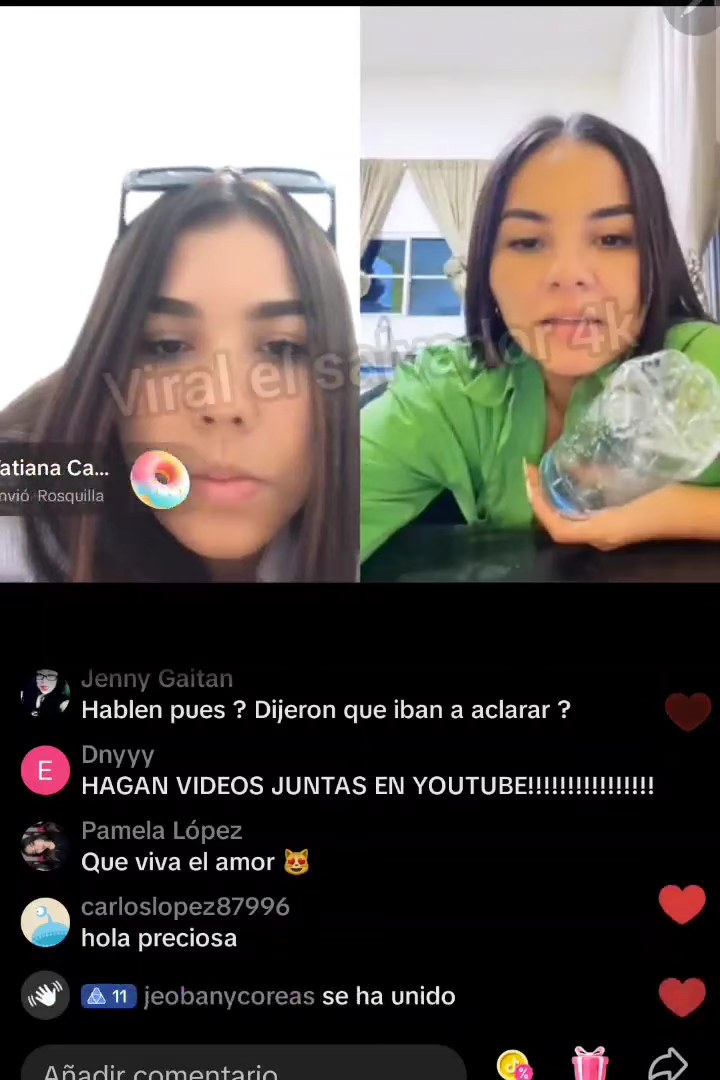 Viral el salvador 4k
atiana Ca...
nvió Rosquilla
Jenny Gaitan
Hablen pues ? Dijeron que iban a aclarar ?
E
Dnyyy
HAGAN VIDEOS JUNTAS EN YOUTUBE!!!!!!!!!!!!!!!!
Pamela López
Que viva el amor 😻
carloslopez87996
hola preciosa
11 jeobanycoreas se ha unido
Añadir comentario